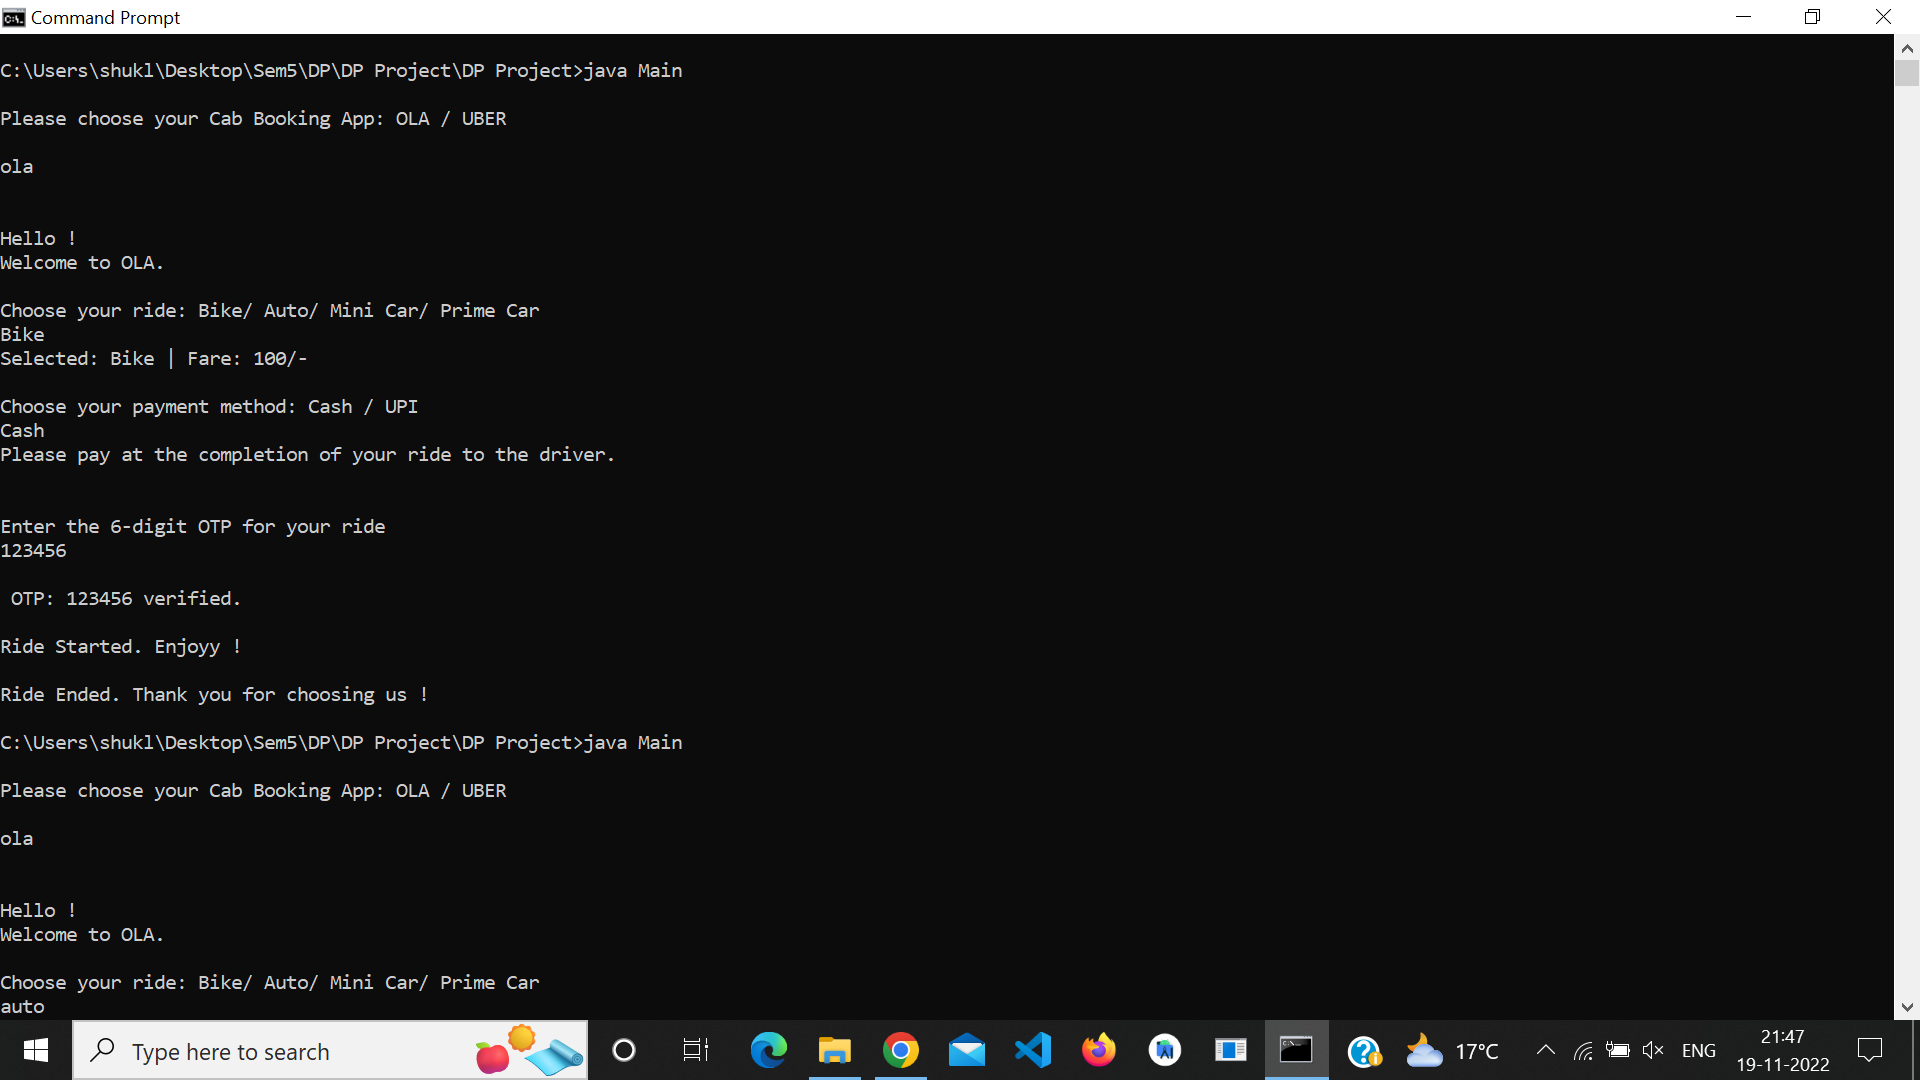 Command Prompt
C:\Users\shukl\Desktop\Sem5\DP\DP Project\DP Project>java Main
Please choose your Cab Booking App: OLA / UBER
ola
Hello !
Welcome to OLA.
Choose your ride: Bike/ Auto/ Mini Car/ Prime Car
Bike
Selected: Bike | Fare: 100/-
Choose your payment method: Cash / UPI
Cash
Please pay at the completion of your ride to the driver.
Enter the 6-digit OTP for your ride
123456
OTP: 123456 verified.
Ride Started. Enjoyy !
Ride Ended. Thank you for choosing us !
C:\Users\shukl\Desktop\Sem5\DP\DP Project\DP Project>java Main
Please choose your Cab Booking App: OLA / UBER
ola
Hello !
Welcome to OLA.
Choose your ride: Bike/ Auto/ Mini Car/ Prime Car
auto
Type here to search
17°C
ENG
21:47
19-11-2022